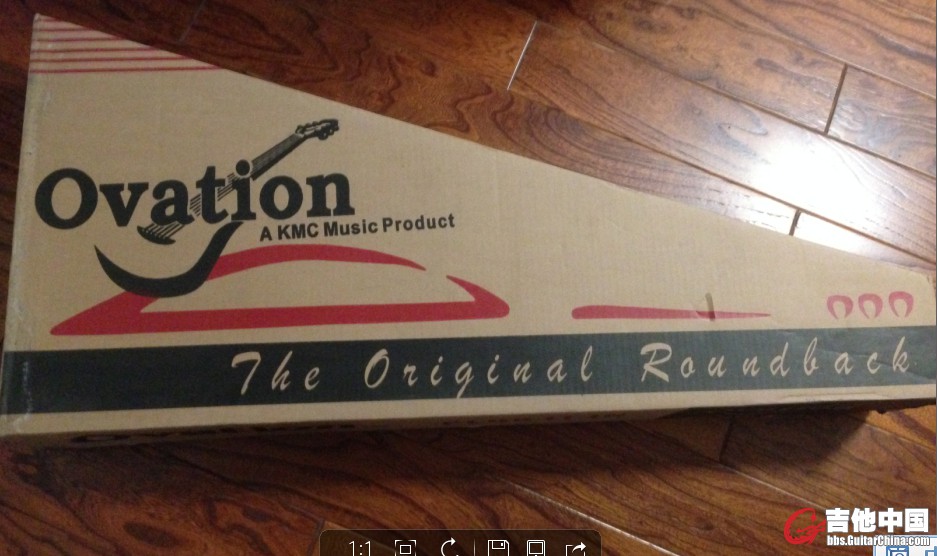 Ovation
A KMC Music Product
The Original Roundback
吉他中国
bbs.GuitarChina.com
1:1